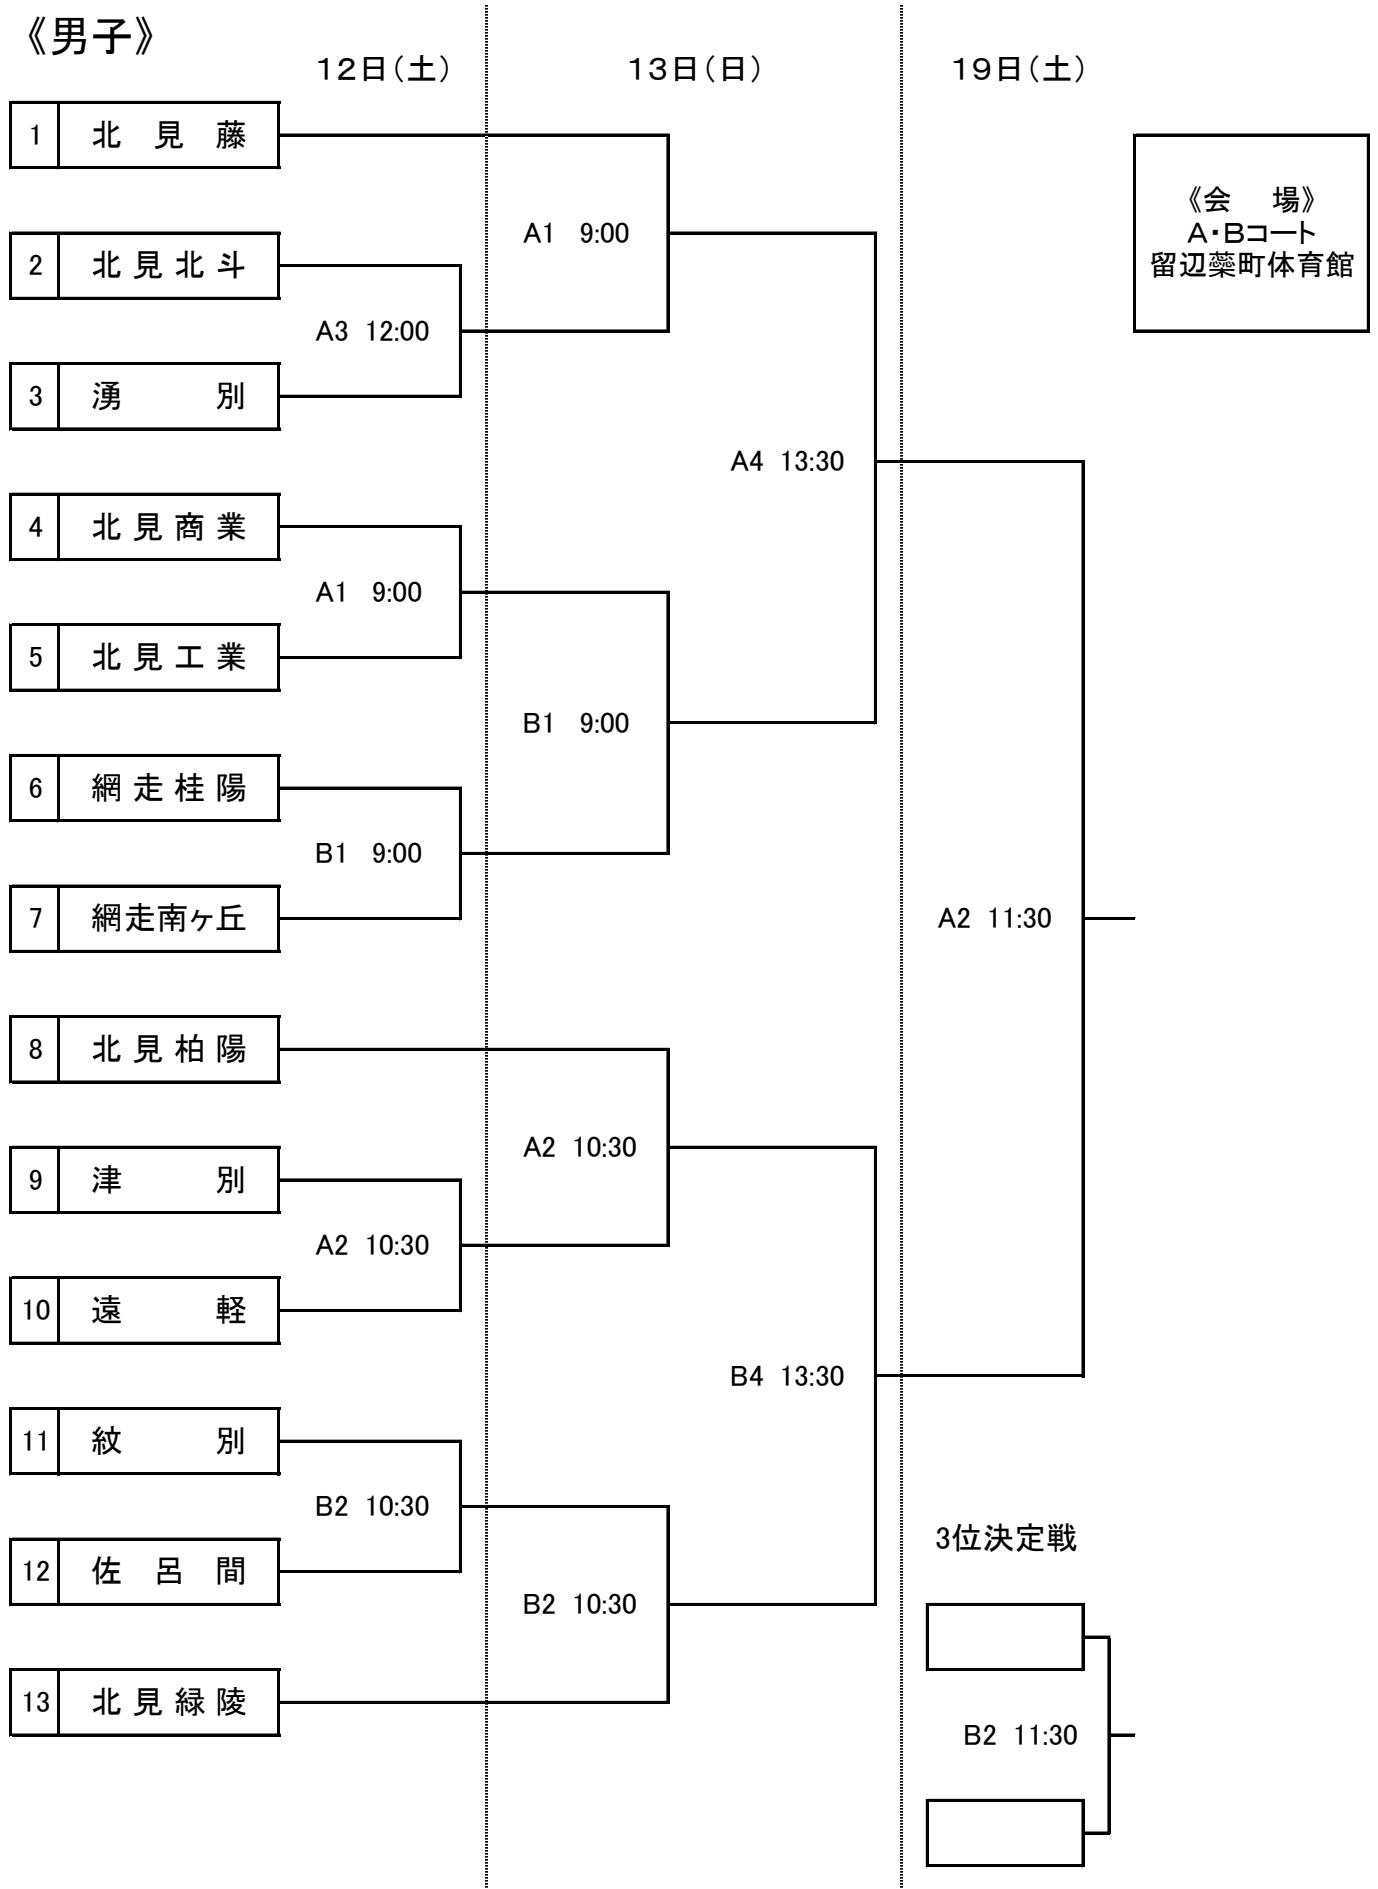 《男子》
12日(土)
13日(日)
19日(土)
1 北見藤
《会 場》
A・Bコート
留辺蘂町体育館
A1 9:00
2 北見北斗
A3 12:00
3 湧別
A4 13:30
4 北見商業
A1 9:00
5 北見工業
B1 9:00
6 網走桂陽
B1 9:00
7 網走南ヶ丘
A2 11:30
8 北見柏陽
A2 10:30
9 津別
A2 10:30
10 遠軽
B4 13:30
11 紋別
B2 10:30
3位決定戦
12 佐呂間
B2 10:30
13 北見緑陵
B2 11:30